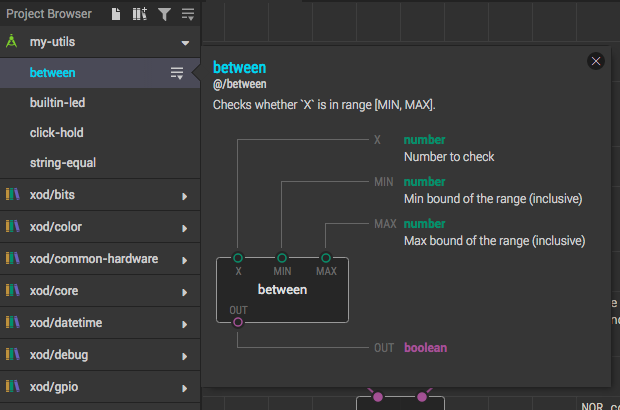 Project Browser
my-utils
between
builtin-led
click-hold
string-equal
xod/bits
xod/color
xod/common-hardware
xod/core
xod/datetime
xod/debug
xod/gpio
between
@/between
Checks whether `X` is in range [MIN, MAX].
X number
Number to check
MIN number
Min bound of the range (inclusive)
MAX number
Max bound of the range (inclusive)
X MIN MAX
between
OUT
OUT boolean